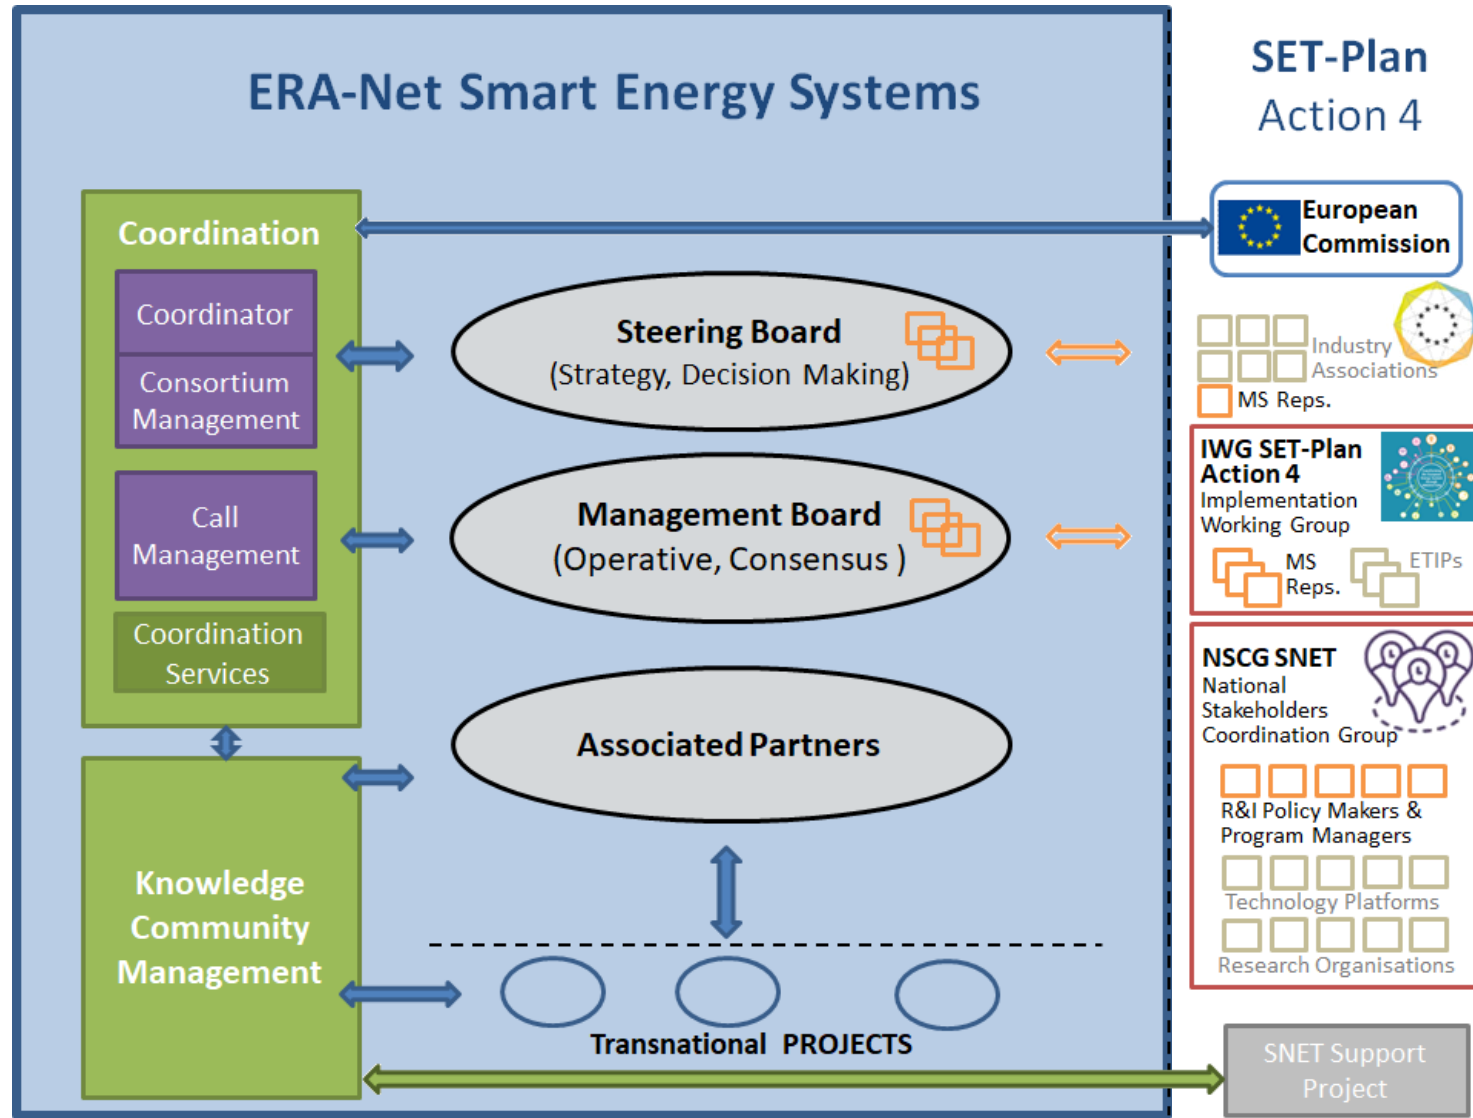 ERA-Net Smart Energy Systems
SET-Plan
Action 4
Coordination
Coordinator
Consortium
Management
Call
Management
Coordination
Services
Knowledge
Community
Management
Steering Board
(Strategy, Decision Making)
Management Board
(Operative, Consensus )
Associated Partners
Transnational PROJECTS
European
Commission
Industry
Associations
MS Reps.
IWG SET-Plan
Action 4
Implementation
Working Group
MS
Reps.
ETIPs
NSCG SNET
National
Stakeholders
Coordination Group
R&I Policy Makers &
Program Managers
Technology Platforms
Research Organisations
SNET Support
Project